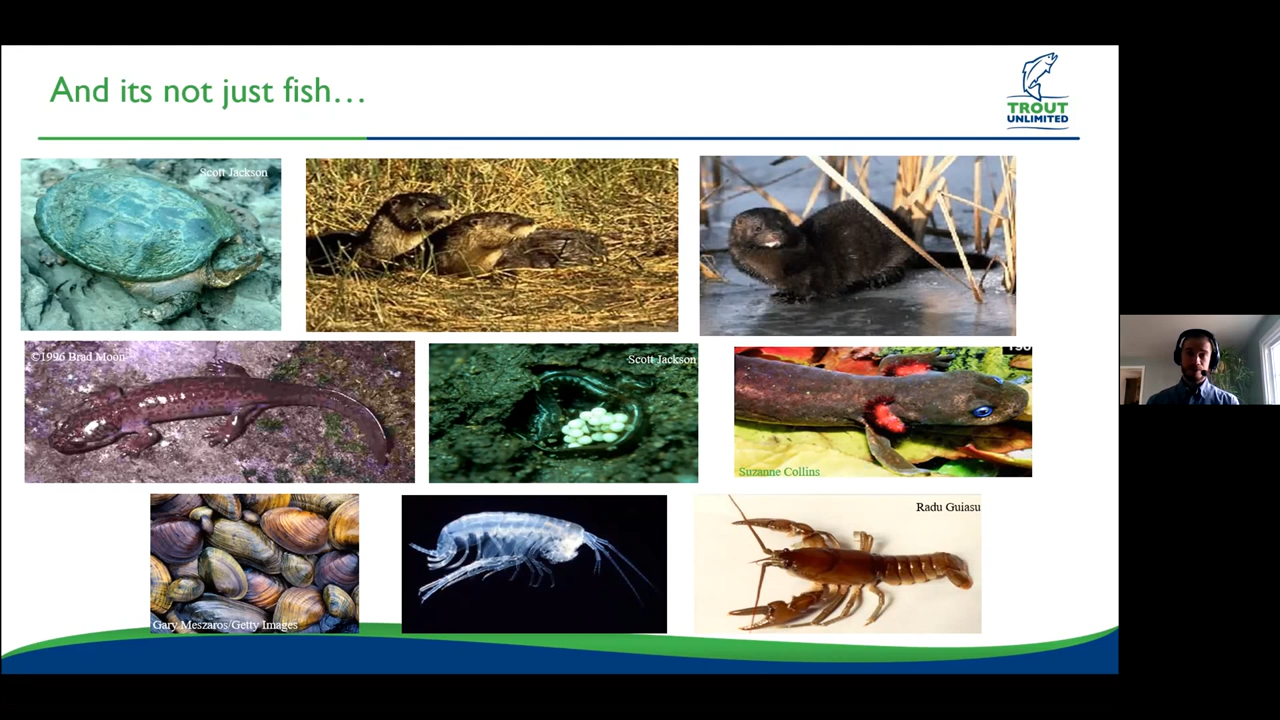 And its not just fish...
TROUT
UNLIMITED
Scott Jackson
©1996 Brad Moon
Scott Jackson
Suzanne Collins
Gary Meszaros/Getty Images
Radu Guiasu